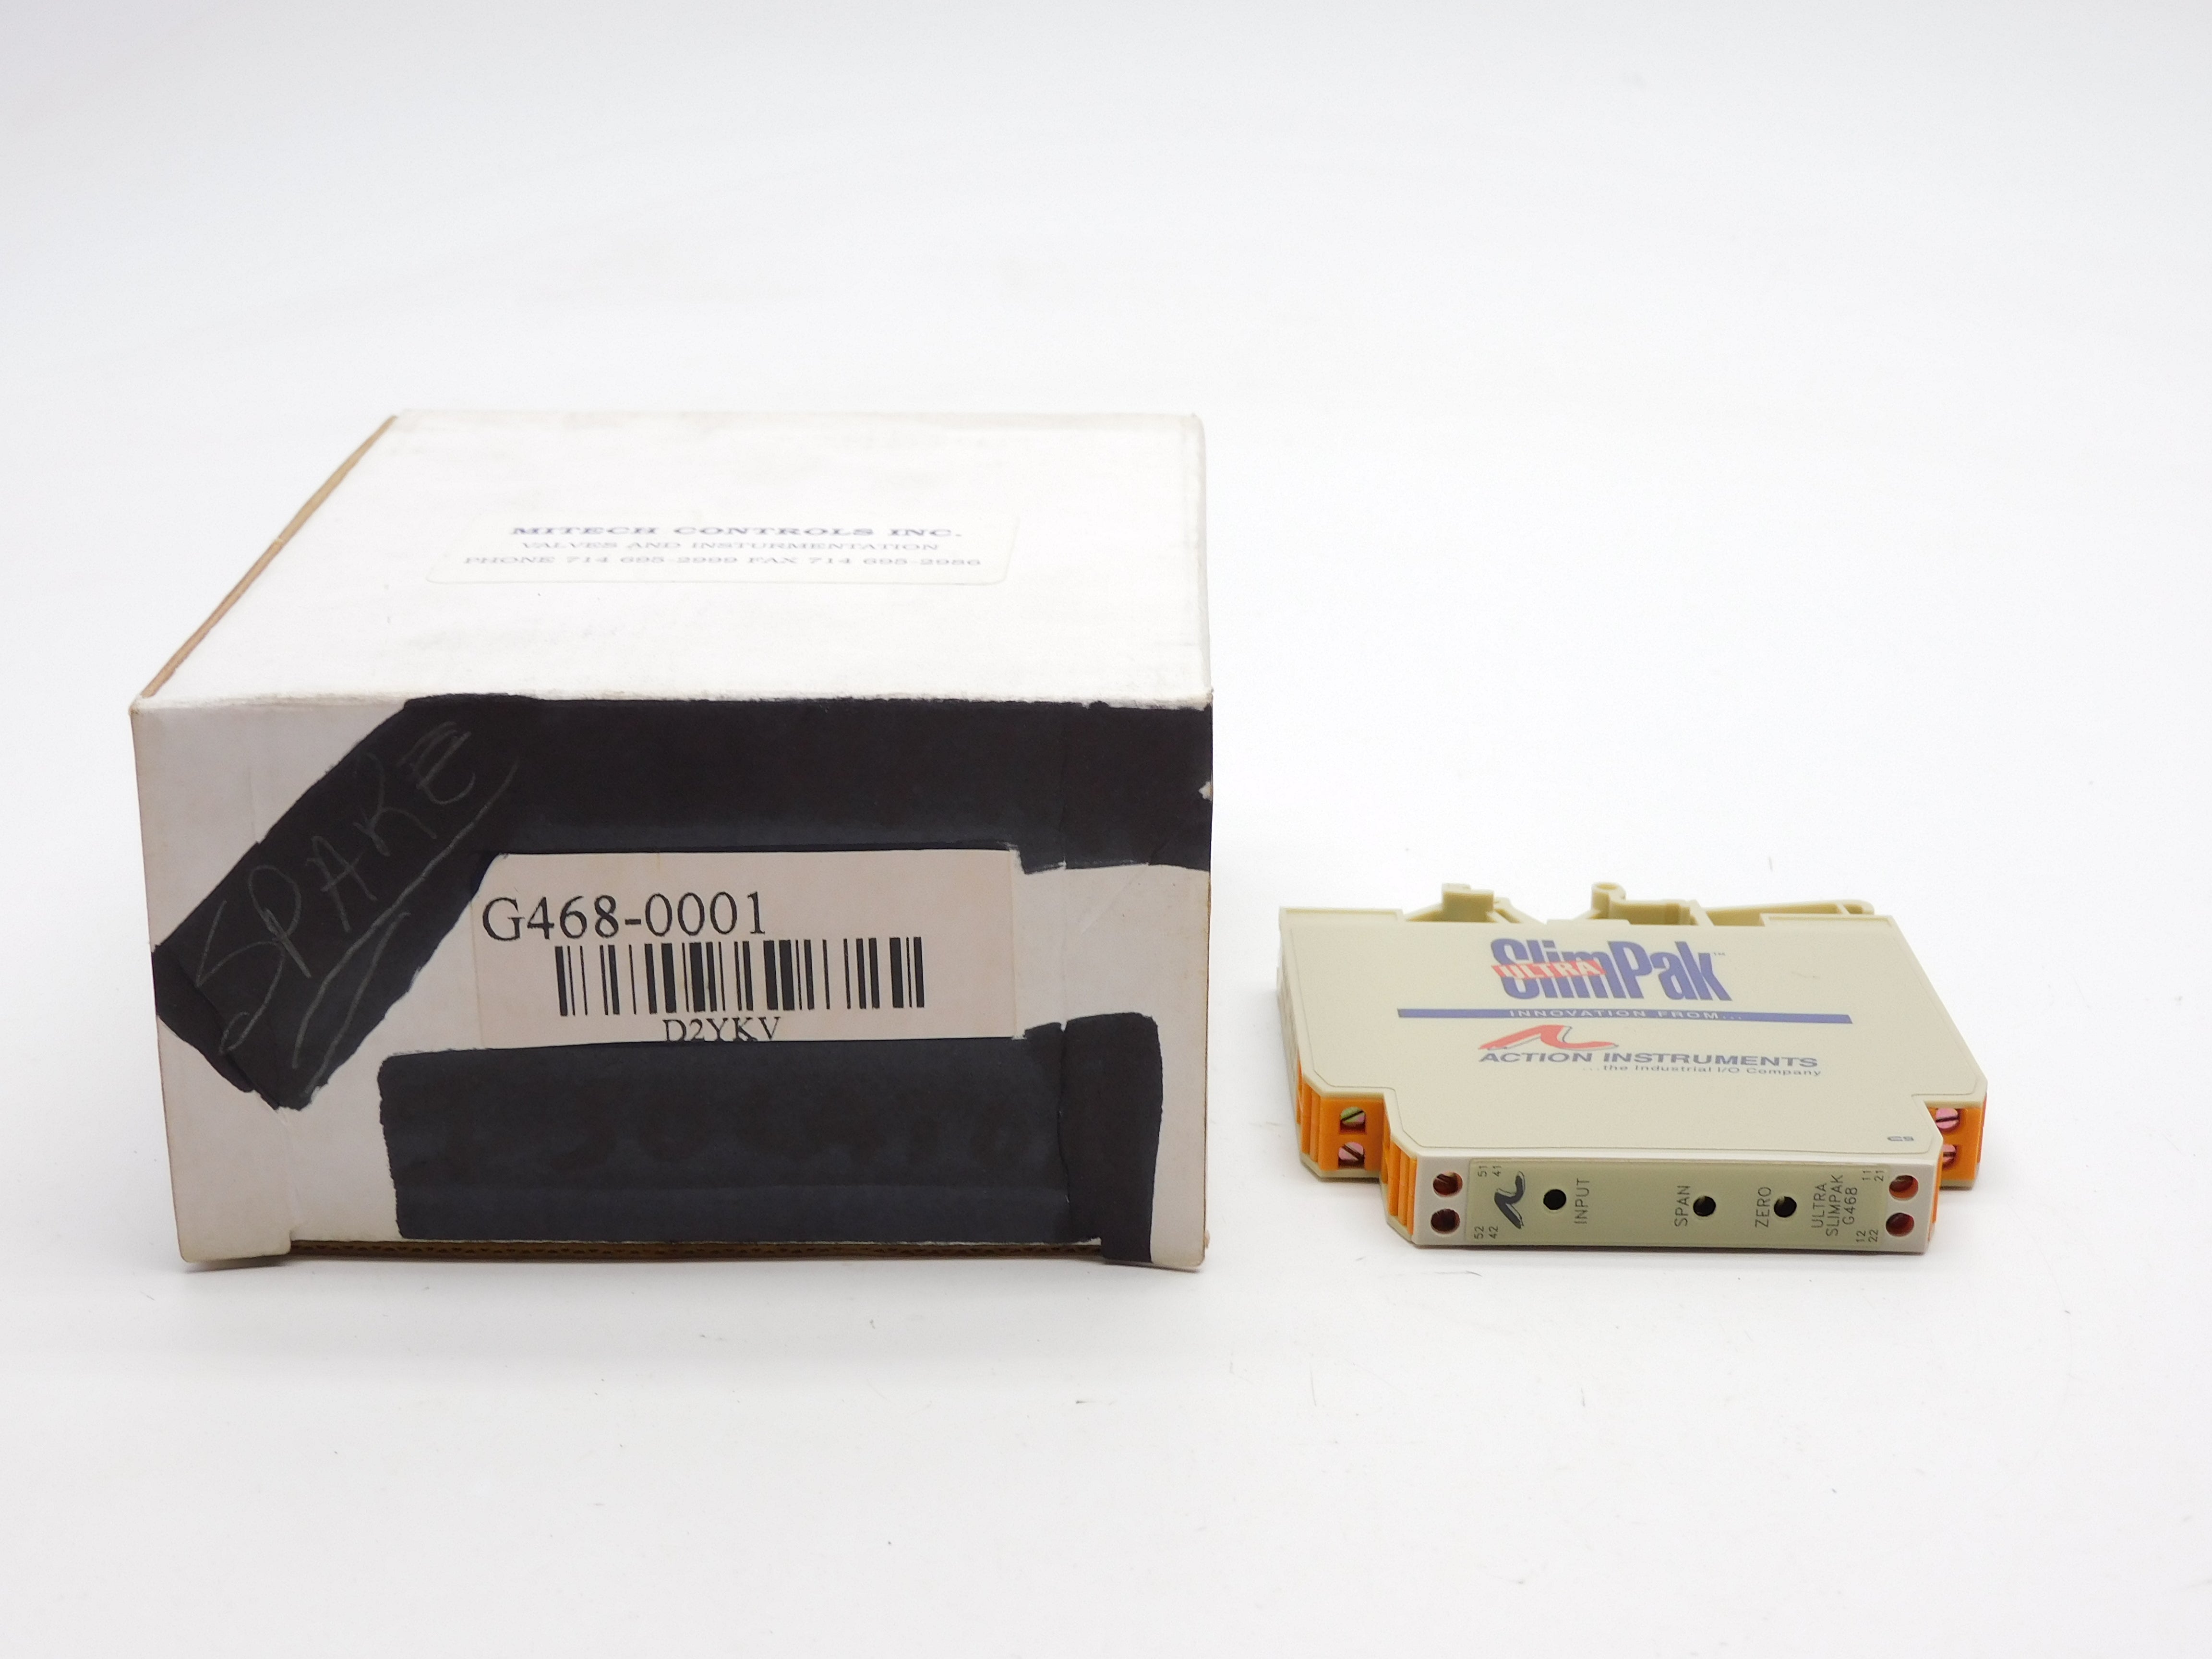 MITECH CONTROLS INC.
VALVES AND INSTURMENTATION
PHONE 714 695-2999 FAX 714 695-2986
SPARE
G468-0001
D2YKV
SlimPak™
ULTRA
INNOVATION FROM...
ACTION INSTRUMENTS
...the Industrial I/O Company
51 41
52 42
INPUT
SPAN
ZERO
ULTRA
SLIMPAK
G468
11 21
12 22